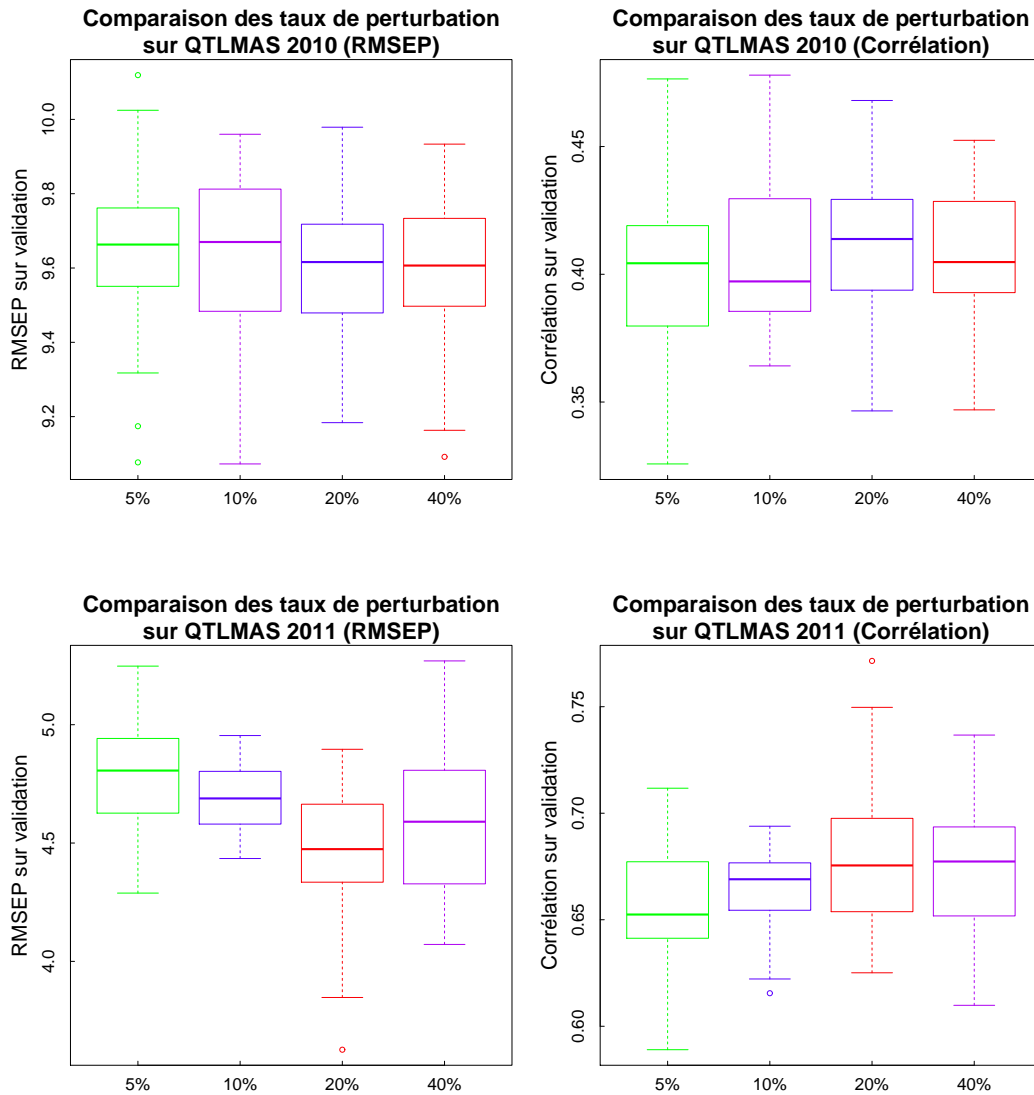 Comparaison des taux de perturbation
sur QTLMAS 2010 (RMSEP)
RMSEP sur validation
10.0
9.8
9.6
9.4
9.2
5%
10%
20%
40%
Comparaison des taux de perturbation
sur QTLMAS 2010 (Corrélation)
Corrélation sur validation
0.45
0.40
0.35
5%
10%
20%
40%
Comparaison des taux de perturbation
sur QTLMAS 2011 (RMSEP)
RMSEP sur validation
5.0
4.5
4.0
5%
10%
20%
40%
Comparaison des taux de perturbation
sur QTLMAS 2011 (Corrélation)
Corrélation sur validation
0.75
0.70
0.65
0.60
5%
10%
20%
40%